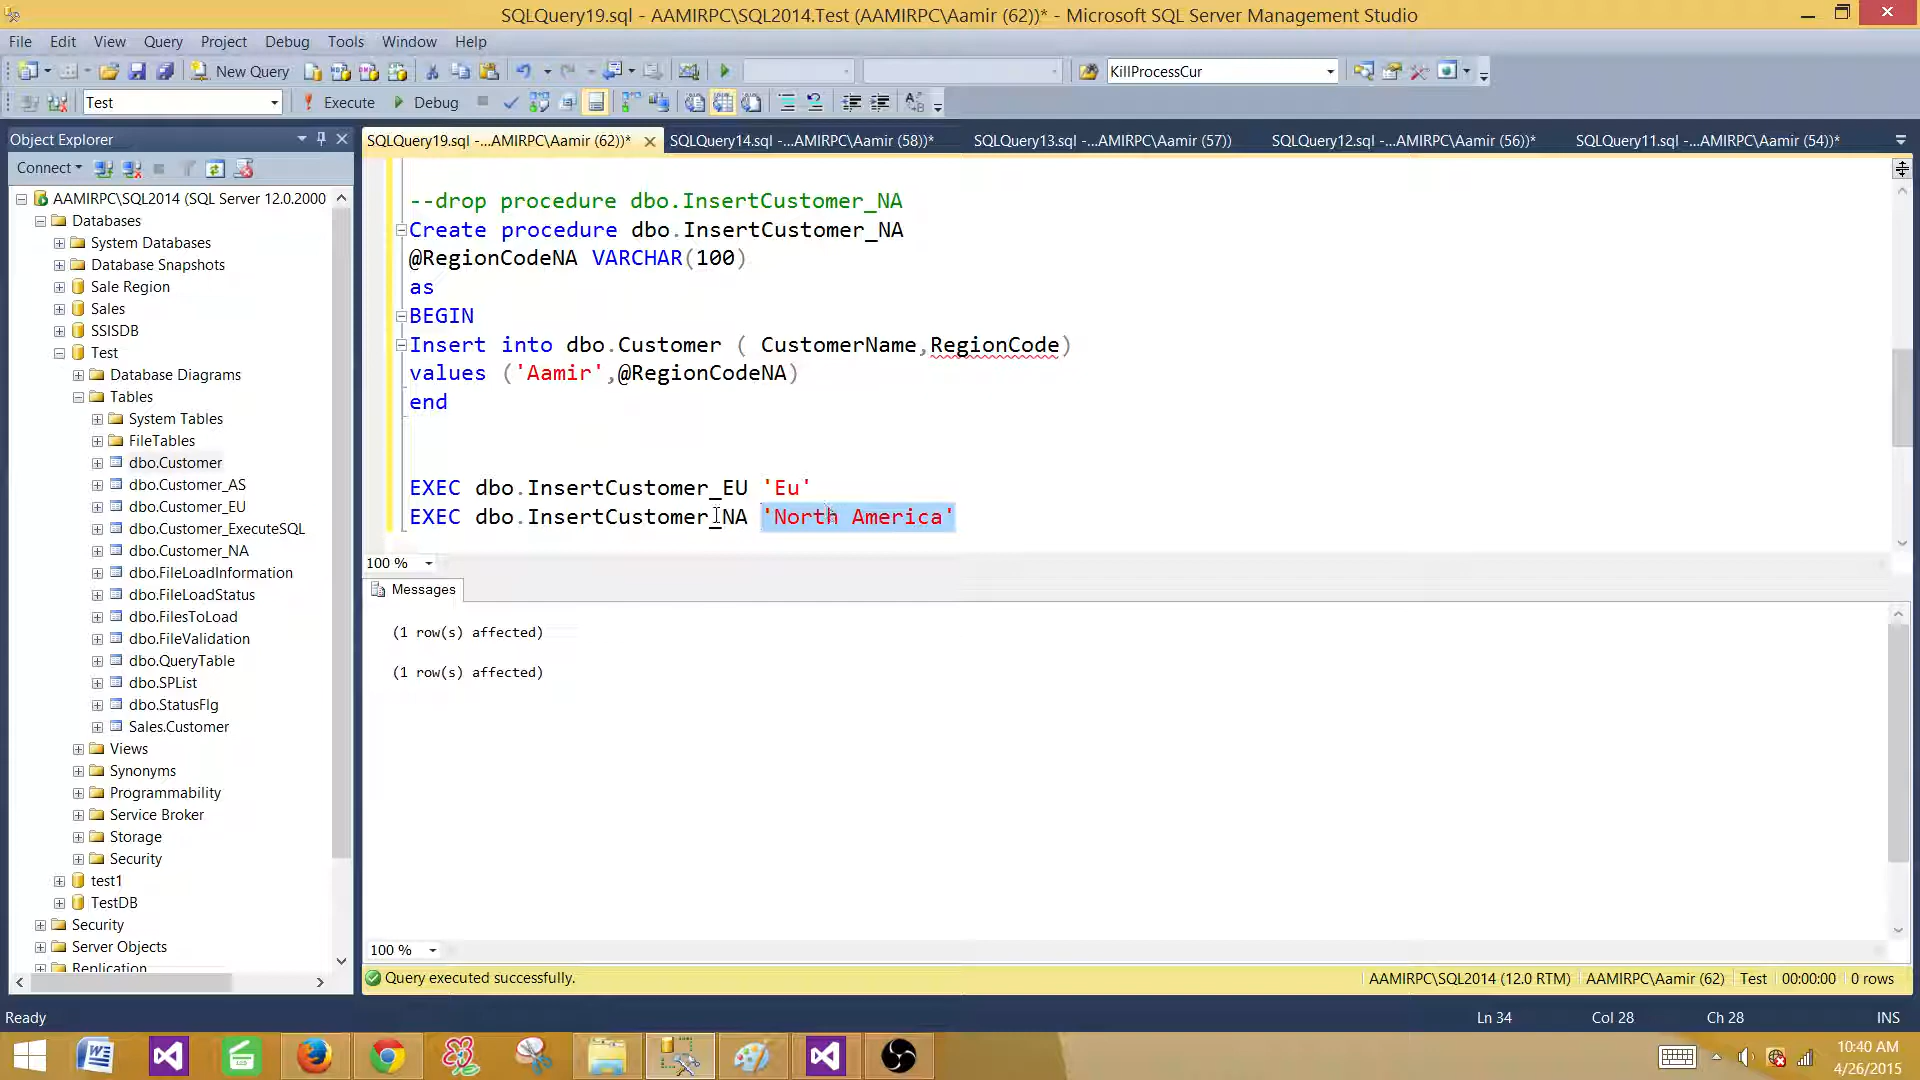 SQLQuery19.sql - AAMIRPC\SQL2014.Test (AAMIRPC\Aamir (62))* - Microsoft SQL Server Management Studio
File Edit View Query Project Debug Tools Window Help
New Query KillProcessCur
Test Execute Debug
Object Explorer
SQLQuery19.sql -...AMIRPC\Aamir (62))* SQLQuery14.sql -...AMIRPC\Aamir (58))* SQLQuery13.sql -...AMIRPC\Aamir (57)) SQLQuery12.sql -...AMIRPC\Aamir (56))* SQLQuery11.sql -...AMIRPC\Aamir (54))*
Connect
AAMIRPC\SQL2014 (SQL Server 12.0.2000
Databases
System Databases
Database Snapshots
Sale Region
Sales
SSISDB
Test
Database Diagrams
Tables
System Tables
FileTables
dbo.Customer
dbo.Customer_AS
dbo.Customer_EU
dbo.Customer_ExecuteSQL
dbo.Customer_NA
dbo.FileLoadInformation
dbo.FileLoadStatus
dbo.FilesToLoad
dbo.FileValidation
dbo.QueryTable
dbo.SPList
dbo.StatusFlg
Sales.Customer
Views
Synonyms
Programmability
Service Broker
Storage
Security
test1
TestDB
Security
Server Objects
Replication
--drop procedure dbo.InsertCustomer_NA
Create procedure dbo.InsertCustomer_NA
@RegionCodeNA VARCHAR(100)
as
BEGIN
Insert into dbo.Customer ( CustomerName,RegionCode)
values ('Aamir',@RegionCodeNA)
end
EXEC dbo.InsertCustomer_EU 'Eu'
EXEC dbo.InsertCustomer_NA 'North America'
100 %
Messages
(1 row(s) affected)
(1 row(s) affected)
100 %
Query executed successfully. AAMIRPC\SQL2014 (12.0 RTM) AAMIRPC\Aamir (62) Test 00:00:00 0 rows
Ready Ln 34 Col 28 Ch 28 INS
10:40 AM
4/26/2015